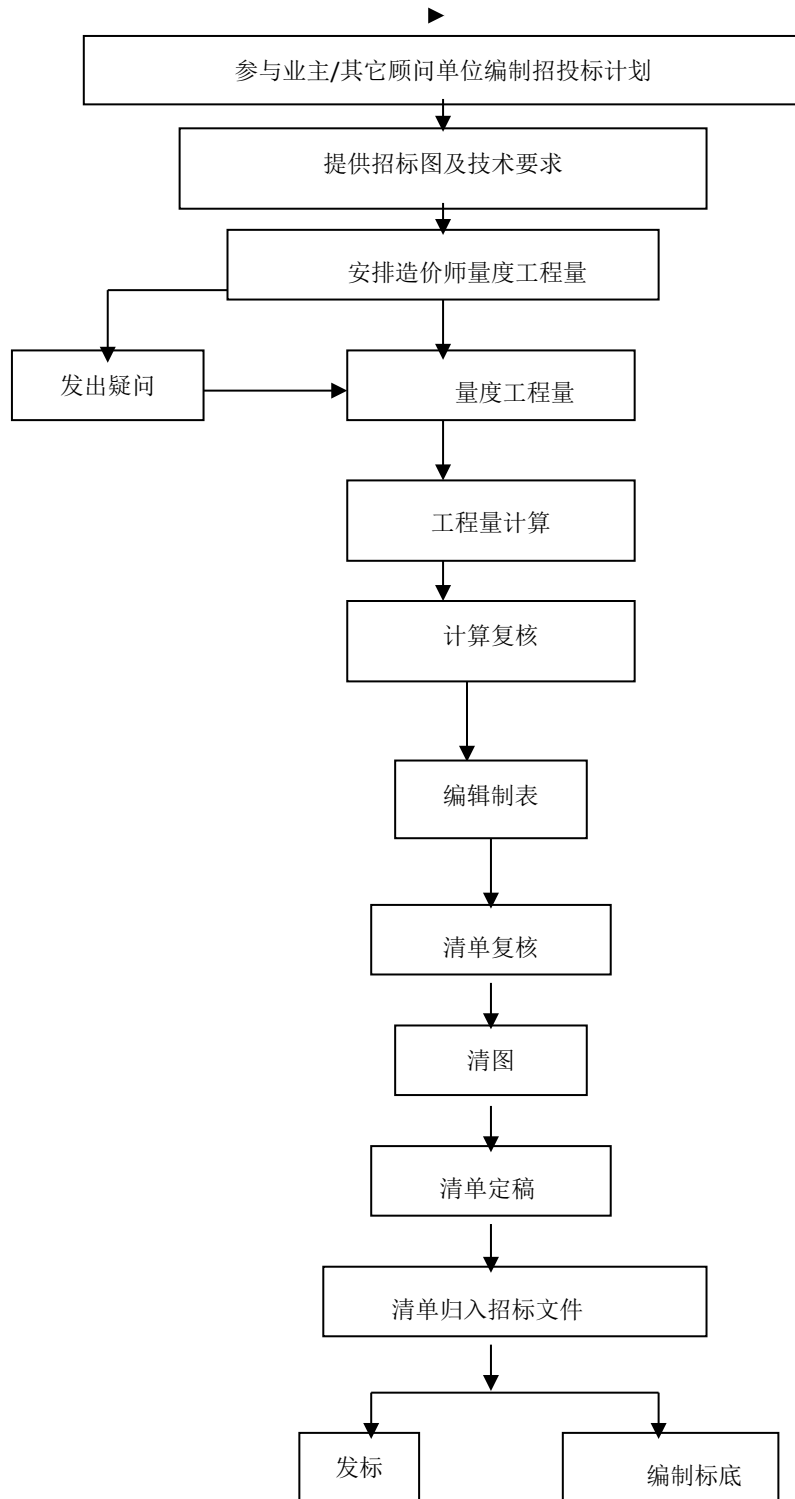 参与业主/其它顾问单位编制招投标计划
提供招标图及技术要求
安排造价师量度工程量
发出疑问
量度工程量
工程量计算
计算复核
编辑制表
清单复核
清图
清单定稿
清单归入招标文件
发标
编制标底